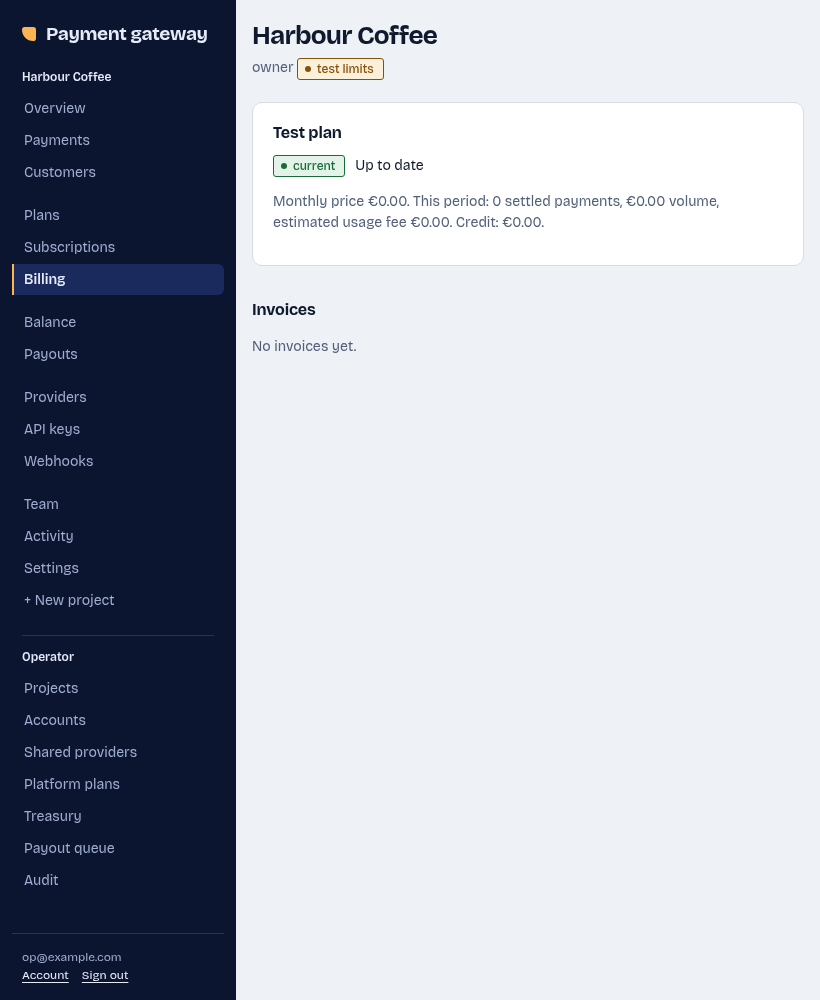 Payment gateway
Harbour Coffee
Overview
Payments
Customers
Plans
Subscriptions
Billing
Balance
Payouts
Providers
API keys
Webhooks
Team
Activity
Settings
+ New project
Operator
Projects
Accounts
Shared providers
Platform plans
Treasury
Payout queue
Audit
op@example.com
Account Sign out
Harbour Coffee
owner test limits
Test plan
current Up to date
Monthly price €0.00. This period: 0 settled payments, €0.00 volume,
estimated usage fee €0.00. Credit: €0.00.
Invoices
No invoices yet.